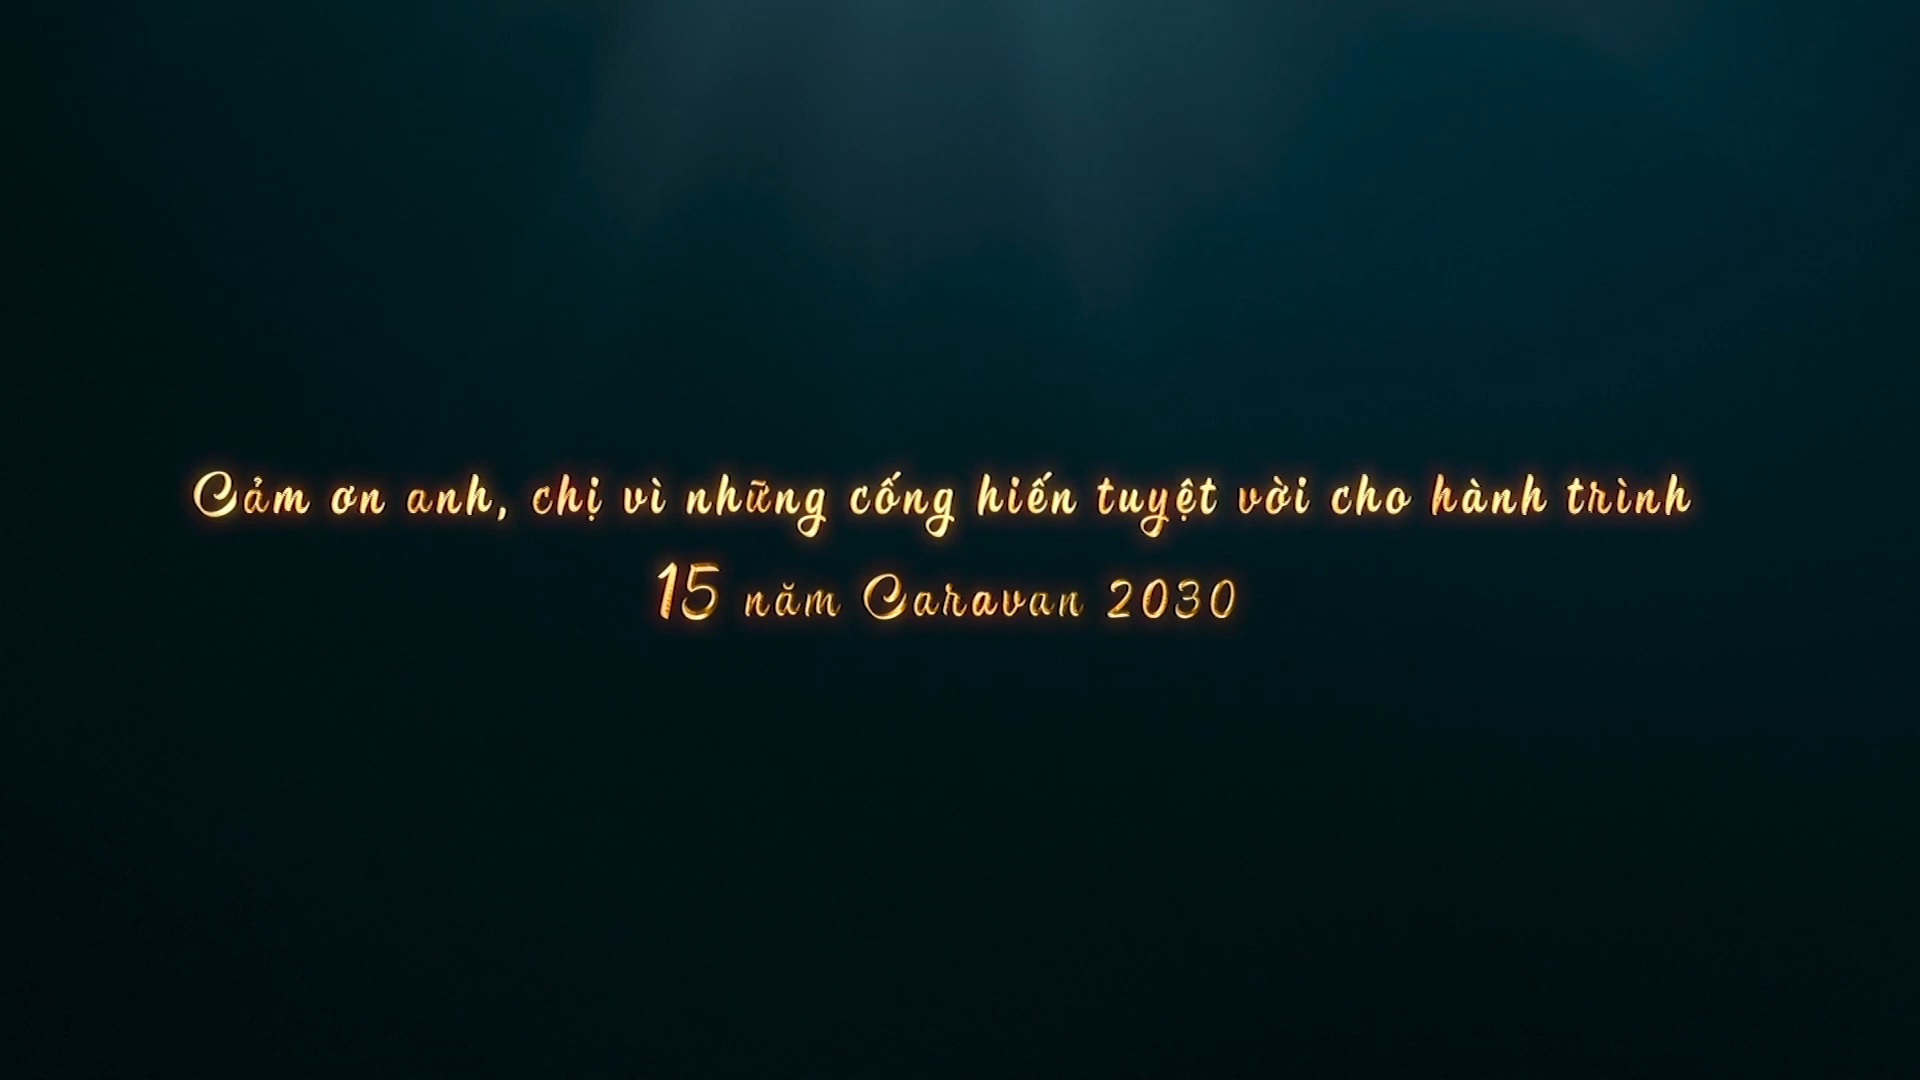 Cảm ơn anh, chị vì những cống hiến tuyệt vời cho hành trình
15 năm Caravan 2030